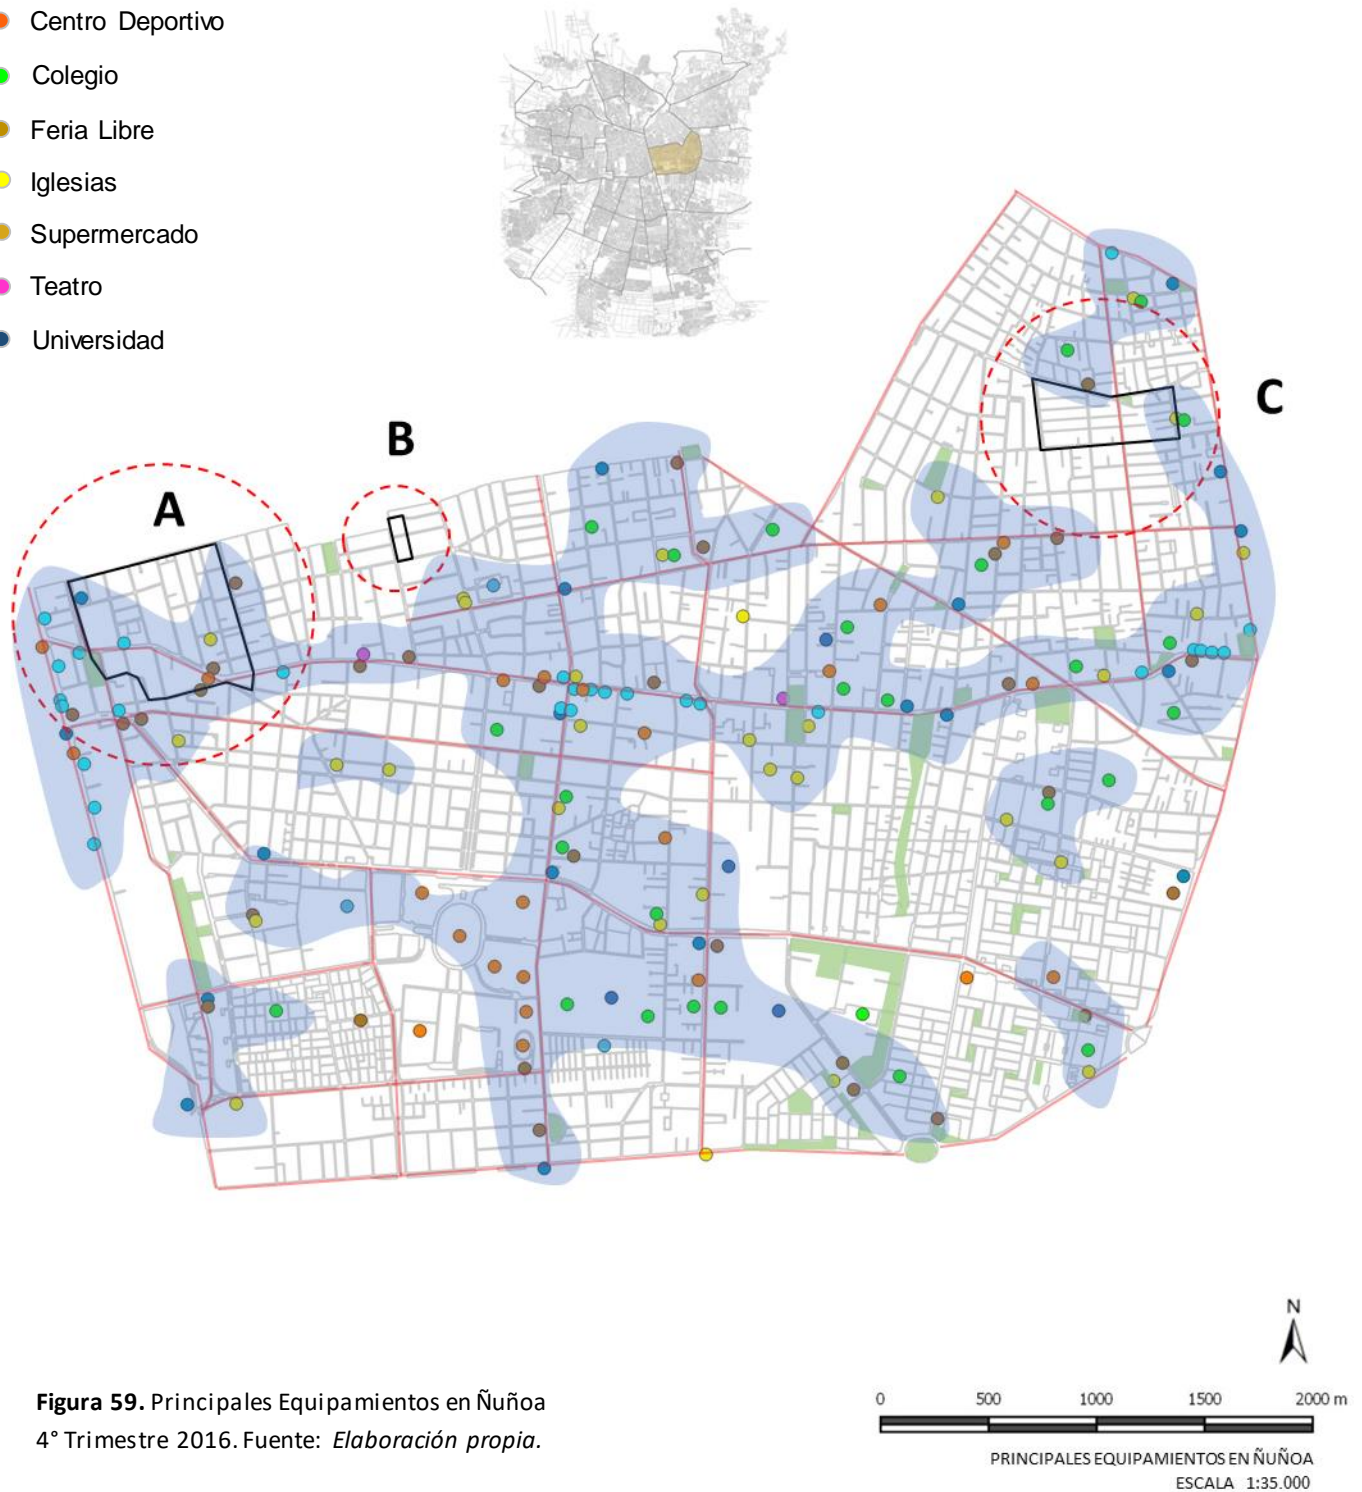 Centro Deportivo
Colegio
Feria Libre
Iglesias
Supermercado
Teatro
Universidad
A
B
C
N
0 500 1000 1500 2000 m
PRINCIPALES EQUIPAMIENTOS EN ÑUÑOA
ESCALA 1:35.000
Figura 59. Principales Equipamientos en Ñuñoa
4° Trimestre 2016. Fuente: Elaboración propia.